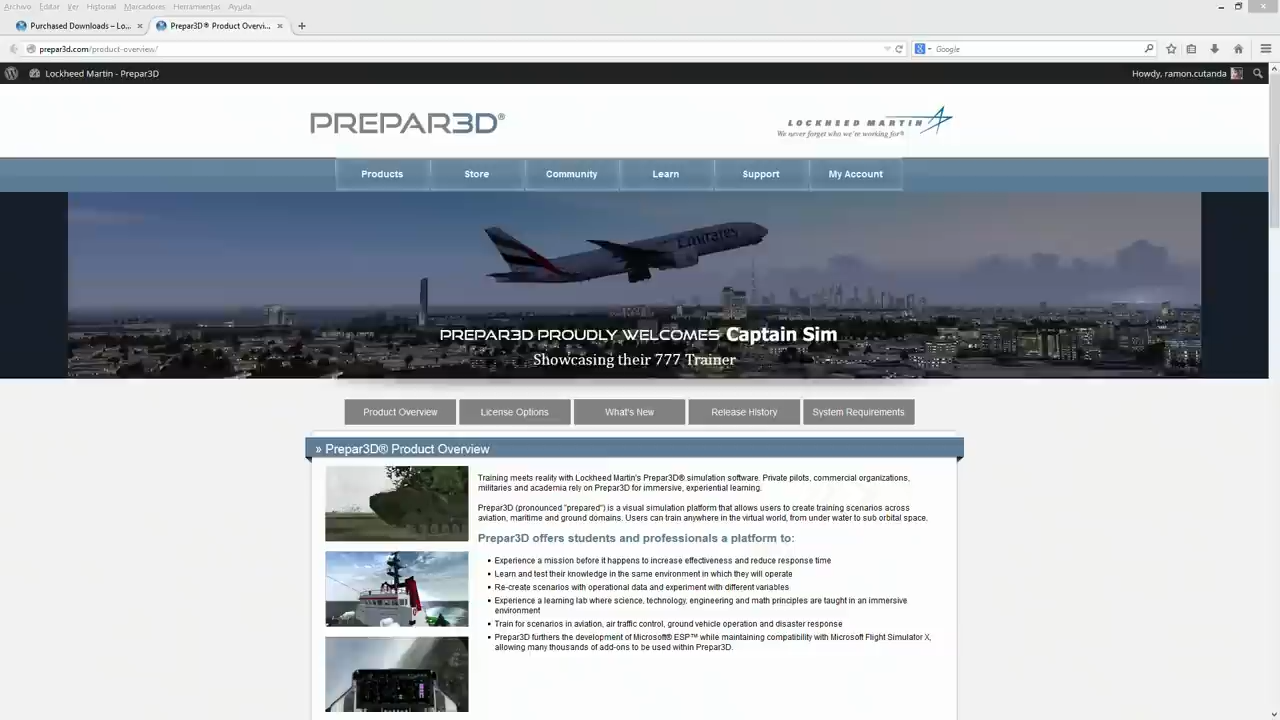 Archivo Editar Ver Historial Marcadores Herramientas Ayuda
Purchased Downloads – Lo...
Prepar3D® Product Overvi...
prepar3d.com/product-overview/
Google
Lockheed Martin - Prepar3D
Howdy, ramon.cutanda
PREPAR3D®
LOCKHEED MARTIN
We never forget who we're working for®
Products Store Community Learn Support My Account
Emirates
PREPAR3D PROUDLY WELCOMES Captain Sim
Showcasing their 777 Trainer
Product Overview License Options What's New Release History System Requirements
» Prepar3D® Product Overview
Training meets reality with Lockheed Martin's Prepar3D® simulation software. Private pilots, commercial organizations,
militaries and academia rely on Prepar3D for immersive, experiential learning.
Prepar3D (pronounced "prepared") is a visual simulation platform that allows users to create training scenarios across
aviation, maritime and ground domains. Users can train anywhere in the virtual world, from under water to sub orbital space.
Prepar3D offers students and professionals a platform to:
• Experience a mission before it happens to increase effectiveness and reduce response time
• Learn and test their knowledge in the same environment in which they will operate
• Re-create scenarios with operational data and experiment with different variables
• Experience a learning lab where science, technology, engineering and math principles are taught in an immersive
environment
• Train for scenarios in aviation, air traffic control, ground vehicle operation and disaster response
• Prepar3D furthers the development of Microsoft® ESP™ while maintaining compatibility with Microsoft Flight Simulator X,
allowing many thousands of add-ons to be used within Prepar3D.